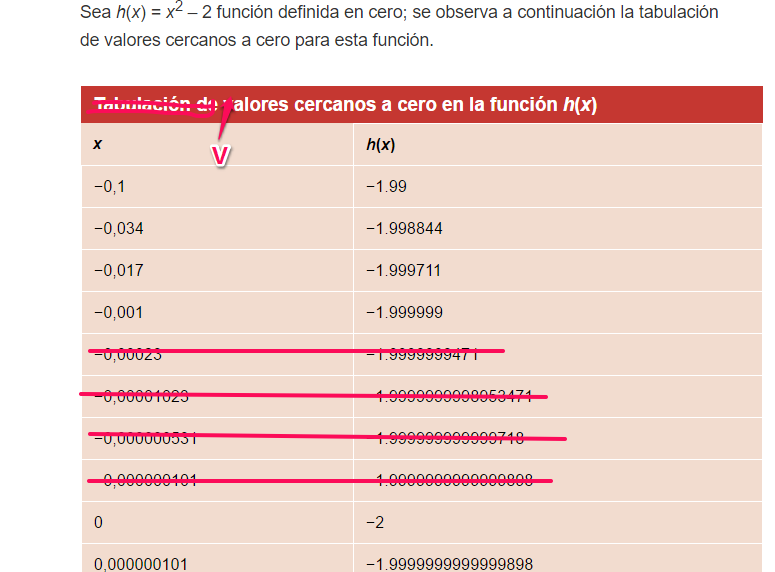 Sea h(x) = x² – 2 función definida en cero; se observa a continuación la tabulación
de valores cercanos a cero para esta función.
Tabulación de valores cercanos a cero en la función h(x)
V
x h(x)
−0,1 −1.99
−0,034 −1.998844
−0,017 −1.999711
−0,001 −1.999999
−0,00023 −1.9999999471
−0,00001023 −1.9999999998953471
−0,000000531 −1.999999999999718
−0,000000101 −1.9999999999999898
0 −2
0,000000101 −1.9999999999999898